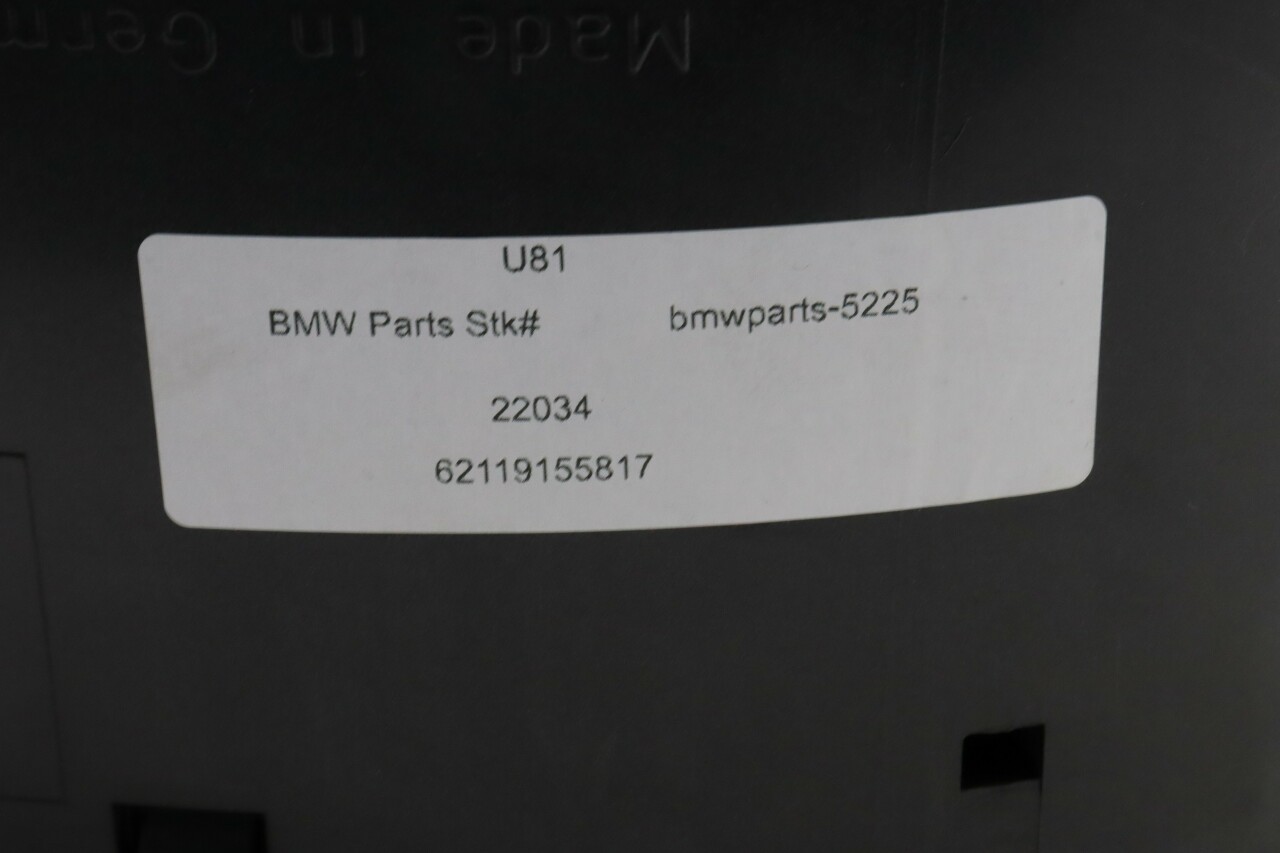 Made in Germ
U81
BMW Parts Stk# bmwparts-5225
22034
62119155817